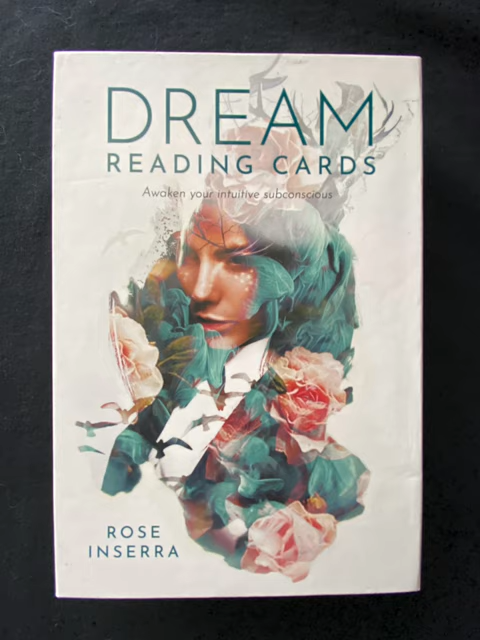 DREAM
READING CARDS
Awaken your intuitive subconscious
ROSE
INSERRA